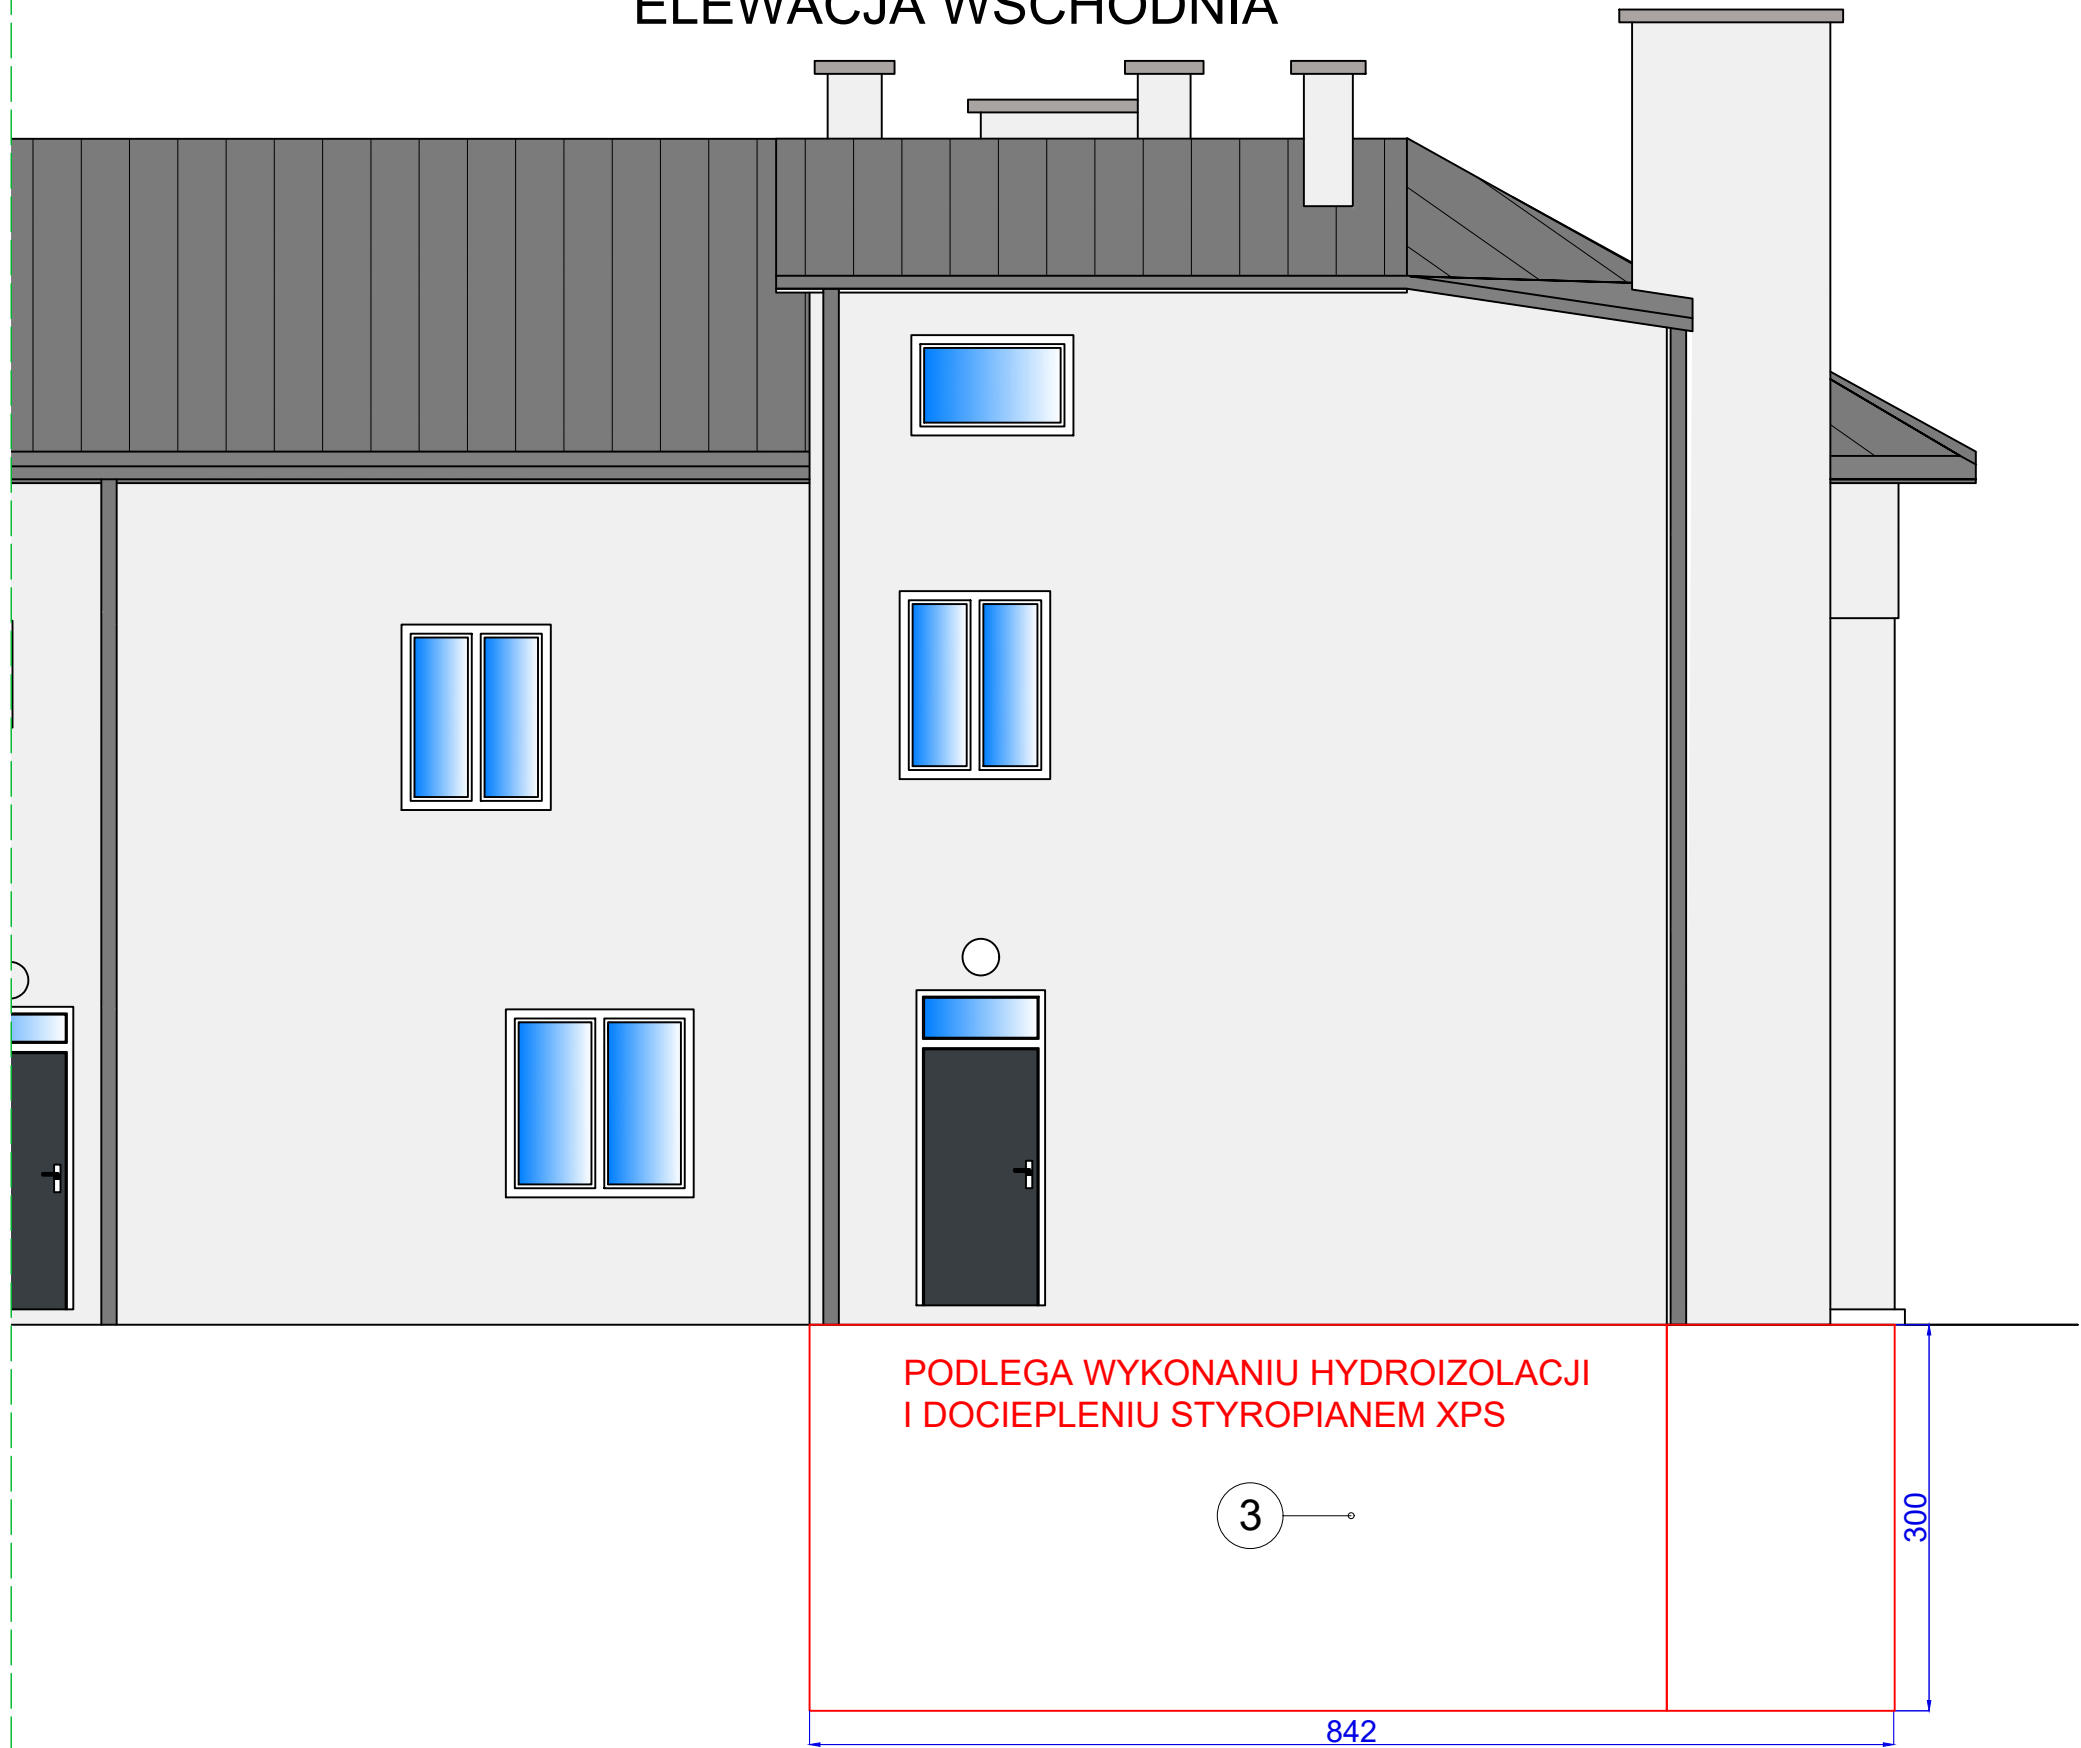 ELEWACJA WSCHODNIA
PODLEGA WYKONANIU HYDROIZOLACJI
I DOCIEPLENIU STYROPIANEM XPS
3
300
842